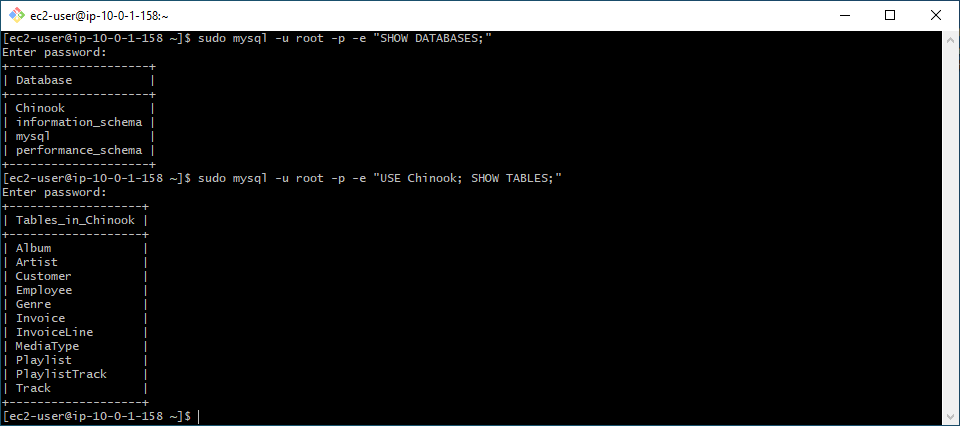 ec2-user@ip-10-0-1-158:~
[ec2-user@ip-10-0-1-158 ~]$ sudo mysql -u root -p -e "SHOW DATABASES;"
Enter password:
+--------------------+
| Database           |
+--------------------+
| Chinook            |
| information_schema |
| mysql              |
| performance_schema |
+--------------------+
[ec2-user@ip-10-0-1-158 ~]$ sudo mysql -u root -p -e "USE Chinook; SHOW TABLES;"
Enter password:
+-------------------+
| Tables_in_Chinook |
+-------------------+
| Album             |
| Artist            |
| Customer          |
| Employee          |
| Genre             |
| Invoice           |
| InvoiceLine       |
| MediaType         |
| Playlist          |
| PlaylistTrack     |
| Track             |
+-------------------+
[ec2-user@ip-10-0-1-158 ~]$